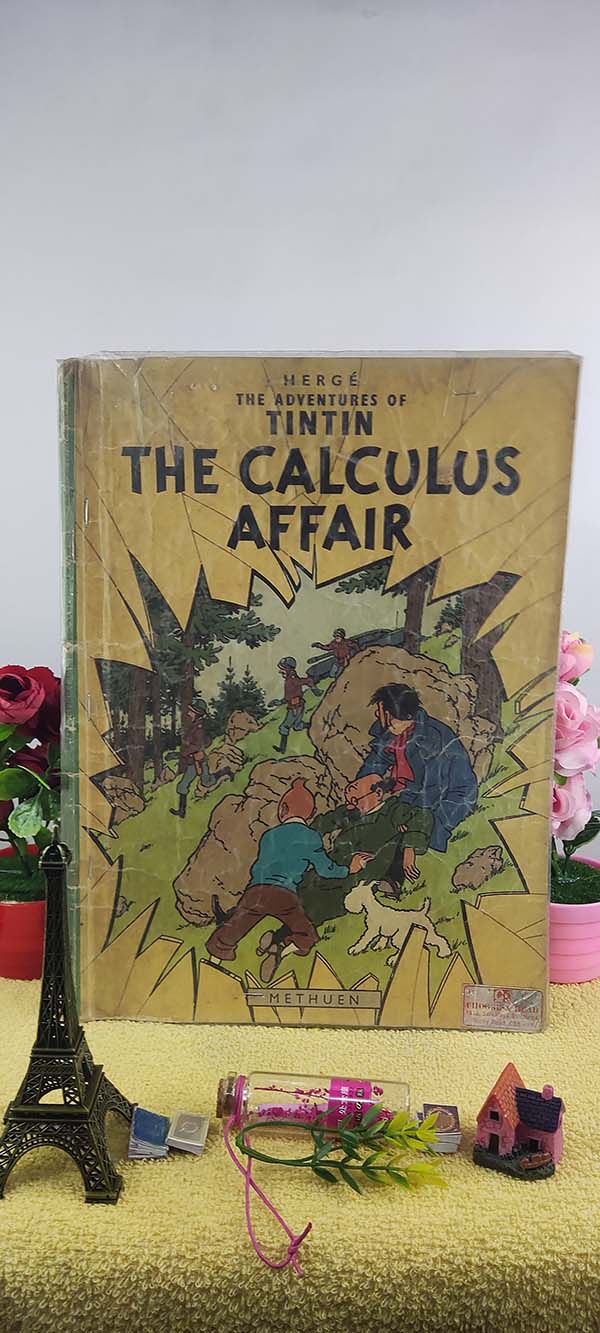 HERGÉ
THE ADVENTURES OF
TINTIN
THE CALCULUS
AFFAIR
METHUEN